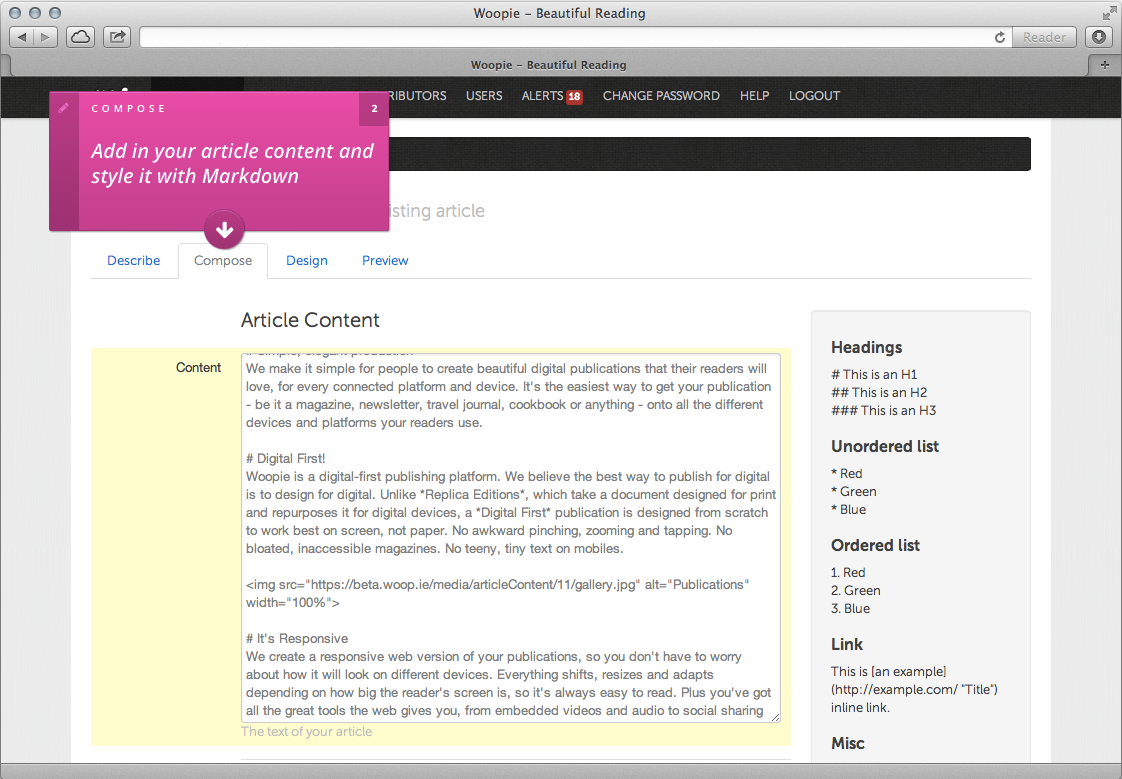 Woopie – Beautiful Reading
Reader
Woopie – Beautiful Reading
RIBUTORS USERS ALERTS 18 CHANGE PASSWORD HELP LOGOUT
COMPOSE 2
Add in your article content and
style it with Markdown
isting article
Describe Compose Design Preview
Article Content
Content
# Simple, elegant production
We make it simple for people to create beautiful digital publications that their readers will
love, for every connected platform and device. It's the easiest way to get your publication
- be it a magazine, newsletter, travel journal, cookbook or anything - onto all the different
devices and platforms your readers use.
# Digital First!
Woopie is a digital-first publishing platform. We believe the best way to publish for digital
is to design for digital. Unlike *Replica Editions*, which take a document designed for print
and repurposes it for digital devices, a *Digital First* publication is designed from scratch
to work best on screen, not paper. No awkward pinching, zooming and tapping. No
bloated, inaccessible magazines. No teeny, tiny text on mobiles.
<img src="https://beta.woop.ie/media/articleContent/11/gallery.jpg" alt="Publications"
width="100%">
# It's Responsive
We create a responsive web version of your publications, so you don't have to worry
about how it will look on different devices. Everything shifts, resizes and adapts
depending on how big the reader's screen is, so it's always easy to read. Plus you've got
all the great tools the web gives you, from embedded videos and audio to social sharing
The text of your article
Headings
# This is an H1
## This is an H2
### This is an H3
Unordered list
* Red
* Green
* Blue
Ordered list
1. Red
2. Green
3. Blue
Link
This is [an example]
(http://example.com/ "Title")
inline link.
Misc